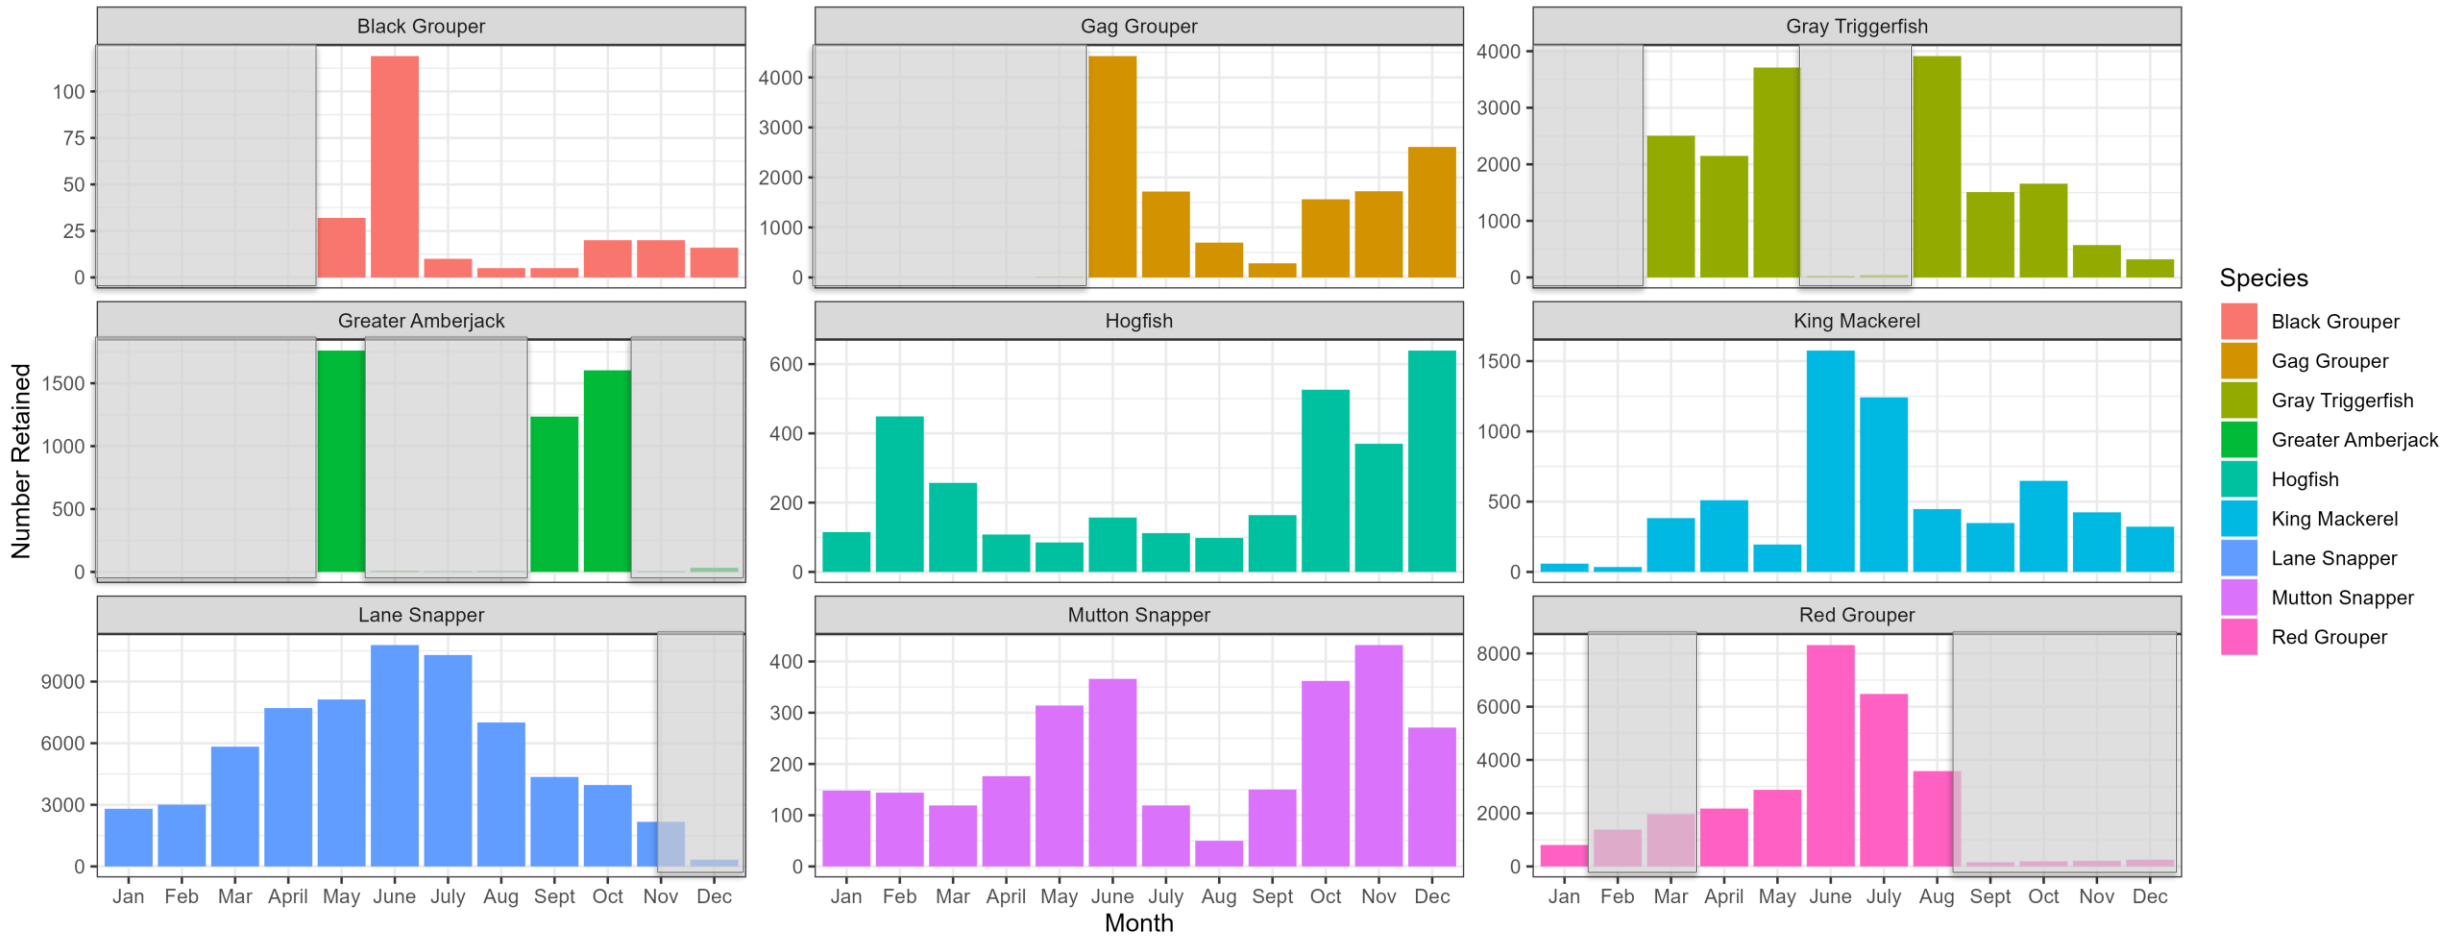 Black Grouper
Gag Grouper
Gray Triggerfish
100
75
50
25
0
4000
3000
2000
1000
0
4000
3000
2000
1000
0
Greater Amberjack
Hogfish
King Mackerel
1500
1000
500
0
600
400
200
0
1500
1000
500
0
Lane Snapper
Mutton Snapper
Red Grouper
9000
6000
3000
0
400
300
200
100
0
8000
6000
4000
2000
0
Jan Feb Mar April May June July Aug Sept Oct Nov Dec
Jan Feb Mar April May June July Aug Sept Oct Nov Dec
Jan Feb Mar April May June July Aug Sept Oct Nov Dec
Number Retained
Month
Species
Black Grouper
Gag Grouper
Gray Triggerfish
Greater Amberjack
Hogfish
King Mackerel
Lane Snapper
Mutton Snapper
Red Grouper